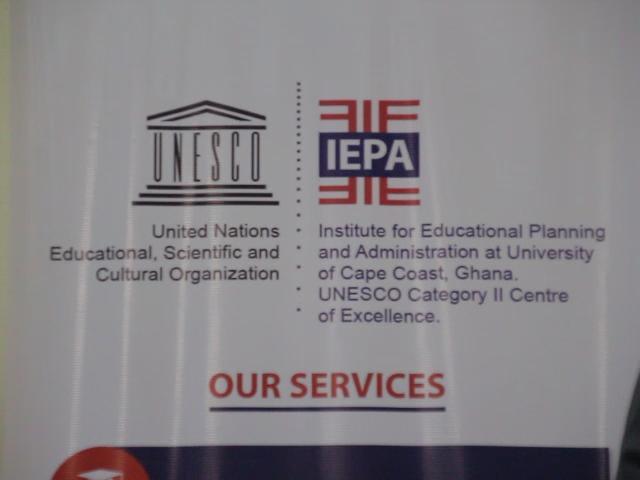 UNESCO
United Nations
Educational, Scientific and
Cultural Organization
IEPA
Institute for Educational Planning
and Administration at University
of Cape Coast, Ghana.
UNESCO Category II Centre
of Excellence.
OUR SERVICES